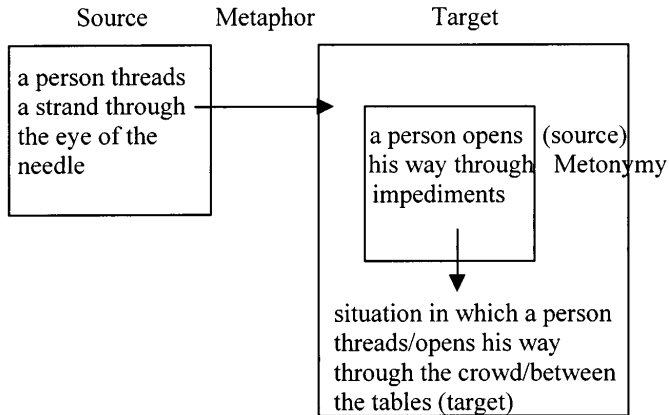 Source Metaphor Target
a person threads
a strand through
the eye of the
needle
a person opens (source)
his way through Metonymy
impediments
situation in which a person
threads/opens his way
through the crowd/between
the tables (target)